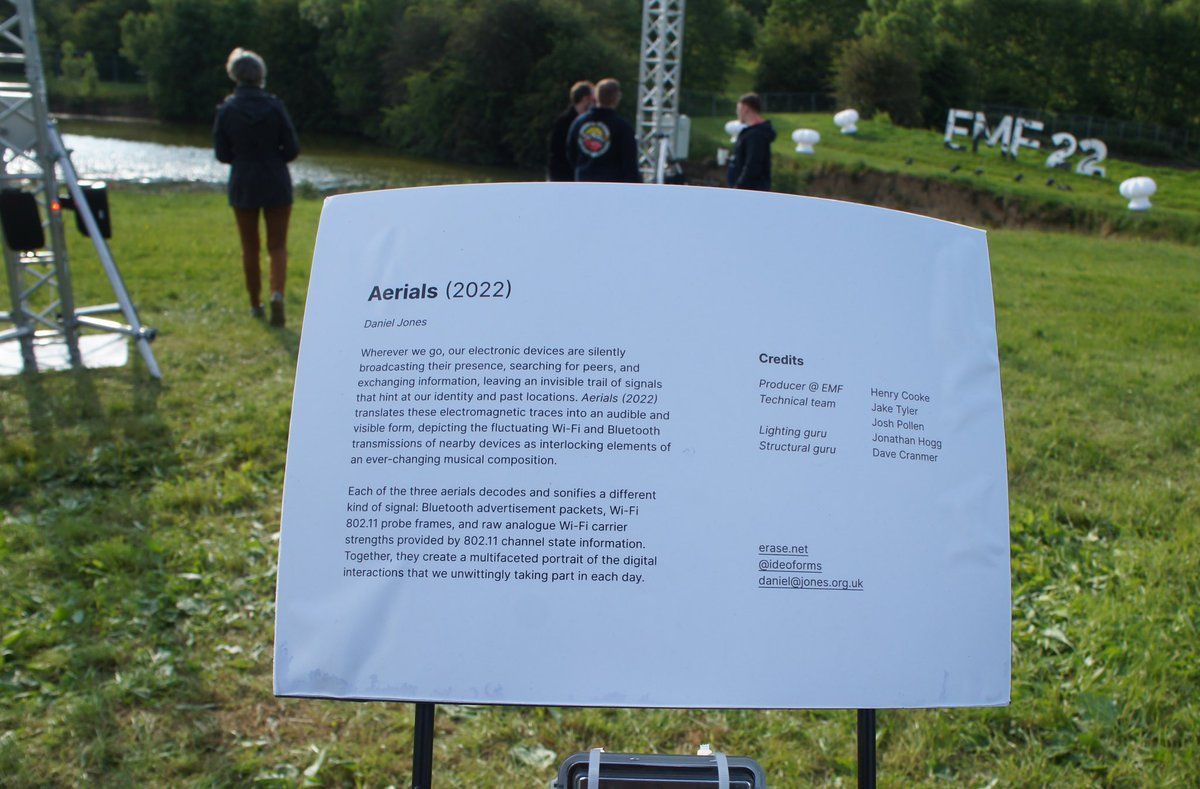 EMF 22
Aerials (2022)
Daniel Jones
Wherever we go, our electronic devices are silently
broadcasting their presence, searching for peers, and
exchanging information, leaving an invisible trail of signals
that hint at our identity and past locations. Aerials (2022)
translates these electromagnetic traces into an audible and
visible form, depicting the fluctuating Wi-Fi and Bluetooth
transmissions of nearby devices as interlocking elements of
an ever-changing musical composition.
Each of the three aerials decodes and sonifies a different
kind of signal: Bluetooth advertisement packets, Wi-Fi
802.11 probe frames, and raw analogue Wi-Fi carrier
strengths provided by 802.11 channel state information.
Together, they create a multifaceted portrait of the digital
interactions that we unwittingly taking part in each day.
Credits
Producer @ EMF Henry Cooke
Technical team Jake Tyler
Josh Pollen
Lighting guru Jonathan Hogg
Structural guru Dave Cranmer
erase.net
@ideoforms
daniel@jones.org.uk